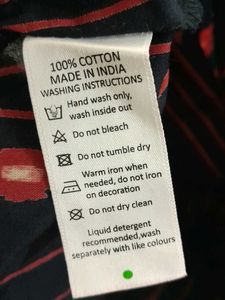 100% COTTON
MADE IN INDIA
WASHING INSTRUCTIONS
Hand wash only,
wash inside out
Do not bleach
Do not tumble dry
Warm iron when
needed, do not iron
on decoration
Do not dry clean
Liquid detergent
recommended,wash
separately with like colours